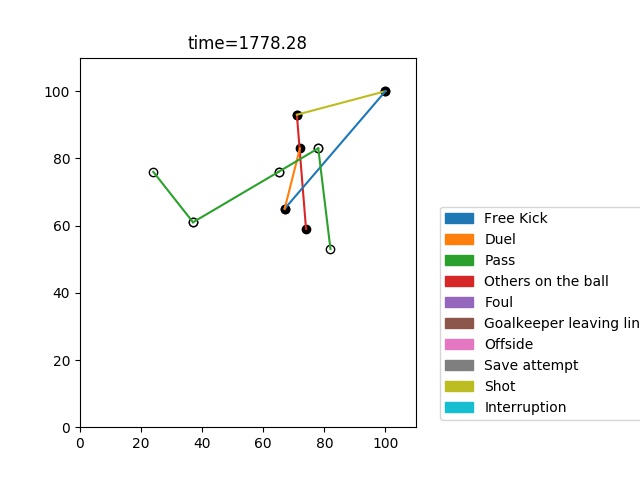 time=1778.28
100
80
60
40
20
0
0 20 40 60 80 100
Free Kick
Duel
Pass
Others on the ball
Foul
Goalkeeper leaving lin
Offside
Save attempt
Shot
Interruption